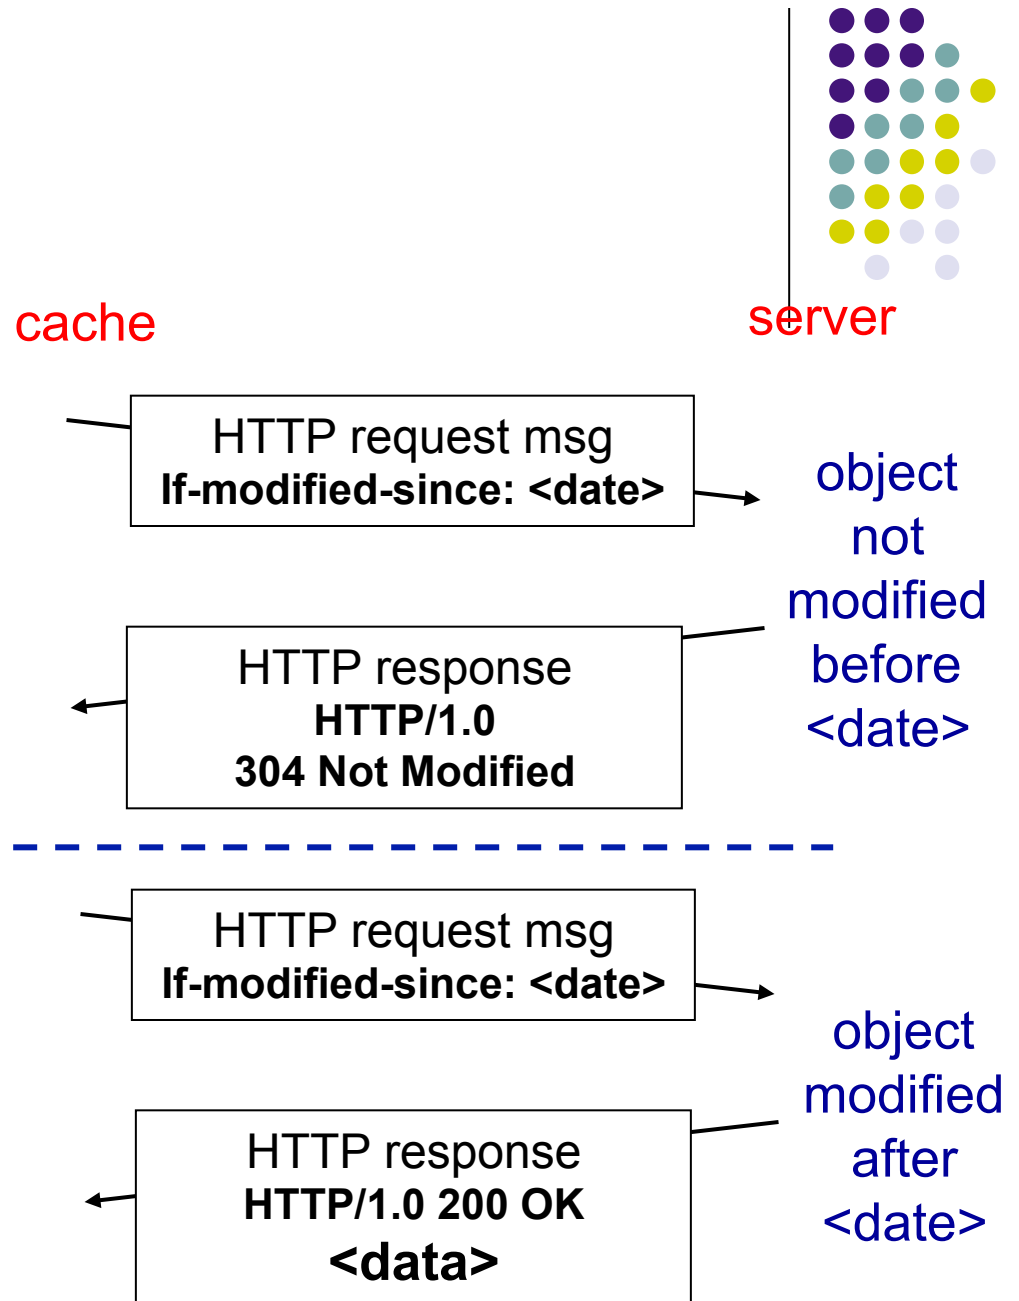 cache
server
HTTP request msg
If-modified-since: <date>
object
not
modified
before
<date>
HTTP response
HTTP/1.0
304 Not Modified
HTTP request msg
If-modified-since: <date>
object
modified
after
<date>
HTTP response
HTTP/1.0 200 OK
<data>